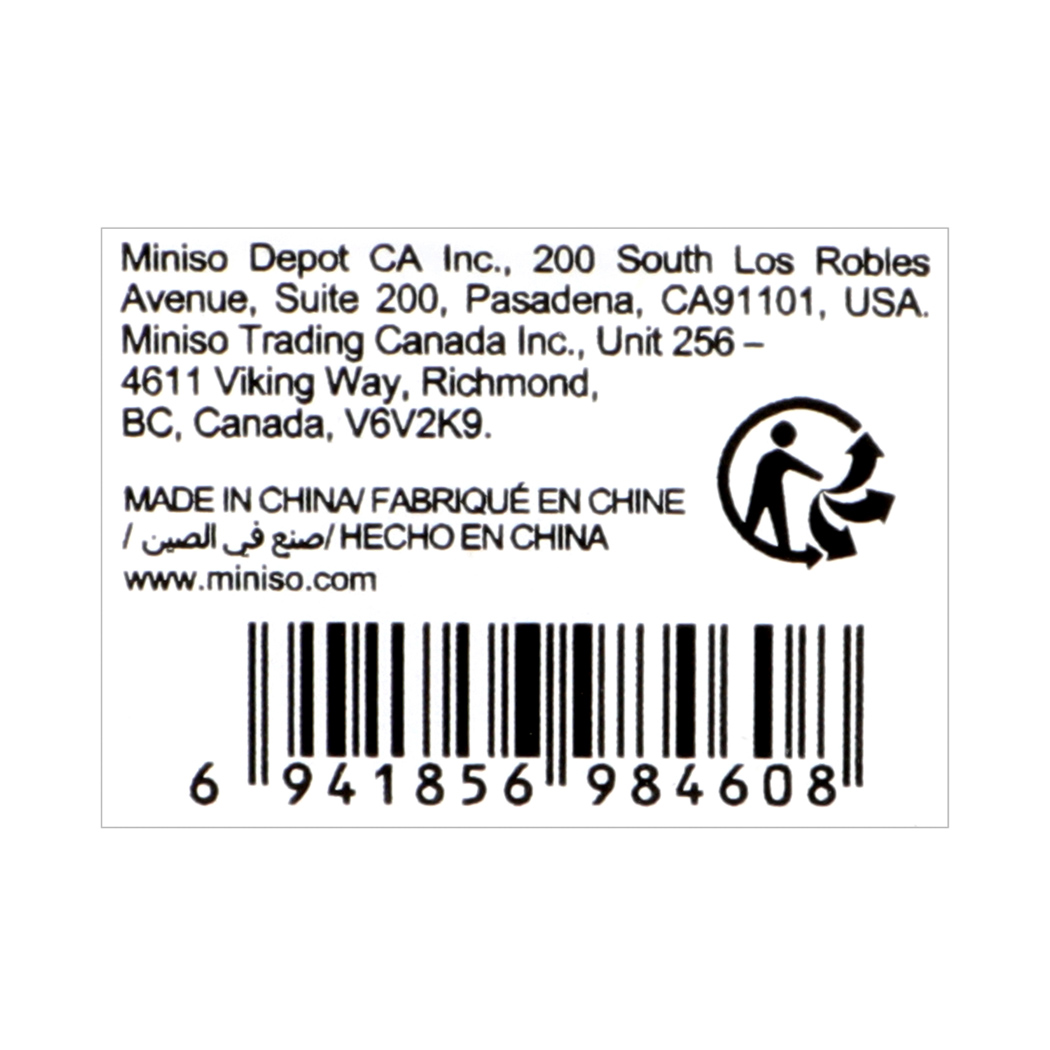 Miniso Depot CA Inc., 200 South Los Robles
Avenue, Suite 200, Pasadena, CA91101, USA.
Miniso Trading Canada Inc., Unit 256 –
4611 Viking Way, Richmond,
BC, Canada, V6V2K9.
MADE IN CHINA/ FABRIQUÉ EN CHINE
/ صنع في الصين/ HECHO EN CHINA
www.miniso.com
6 941856 984608